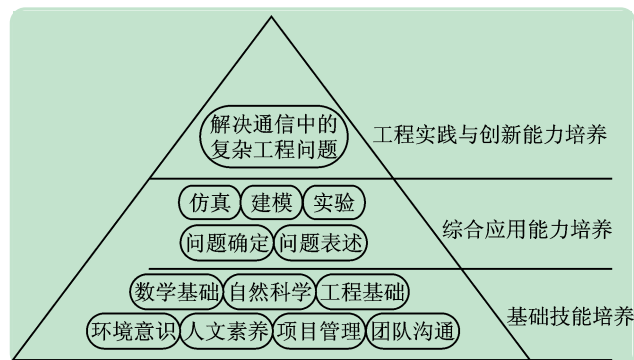 解决通信中的
复杂工程问题
工程实践与创新能力培养
仿真 建模 实验
综合应用能力培养
问题确定 问题表述
数学基础 自然科学 工程基础
基础技能培养
环境意识 人文素养 项目管理 团队沟通